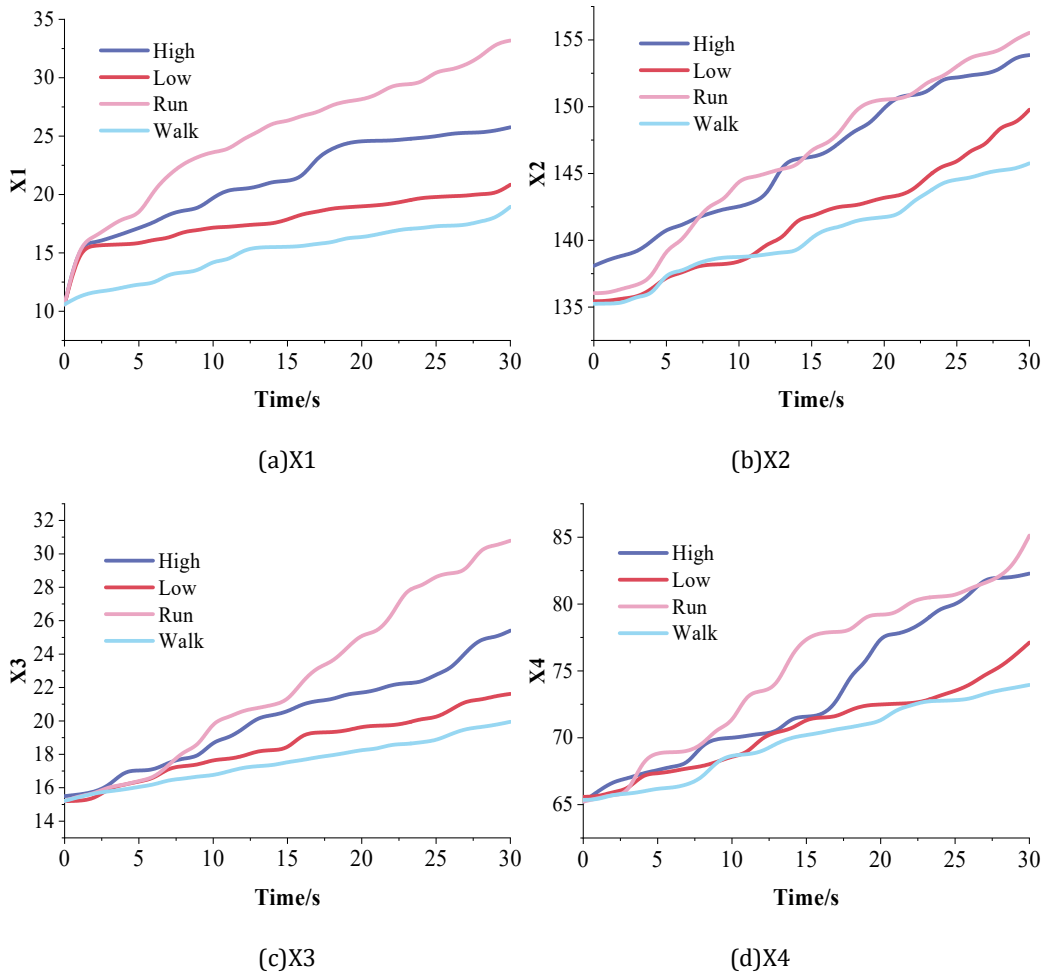 35
30
25
20
15
10
X1
High
Low
Run
Walk
0 5 10 15 20 25 30
Time/s
(a)X1
155
150
145
140
135
X2
High
Low
Run
Walk
0 5 10 15 20 25 30
Time/s
(b)X2
32
30
28
26
24
22
20
18
16
14
X3
High
Low
Run
Walk
0 5 10 15 20 25 30
Time/s
(c)X3
85
80
75
70
65
X4
High
Low
Run
Walk
0 5 10 15 20 25 30
Time/s
(d)X4